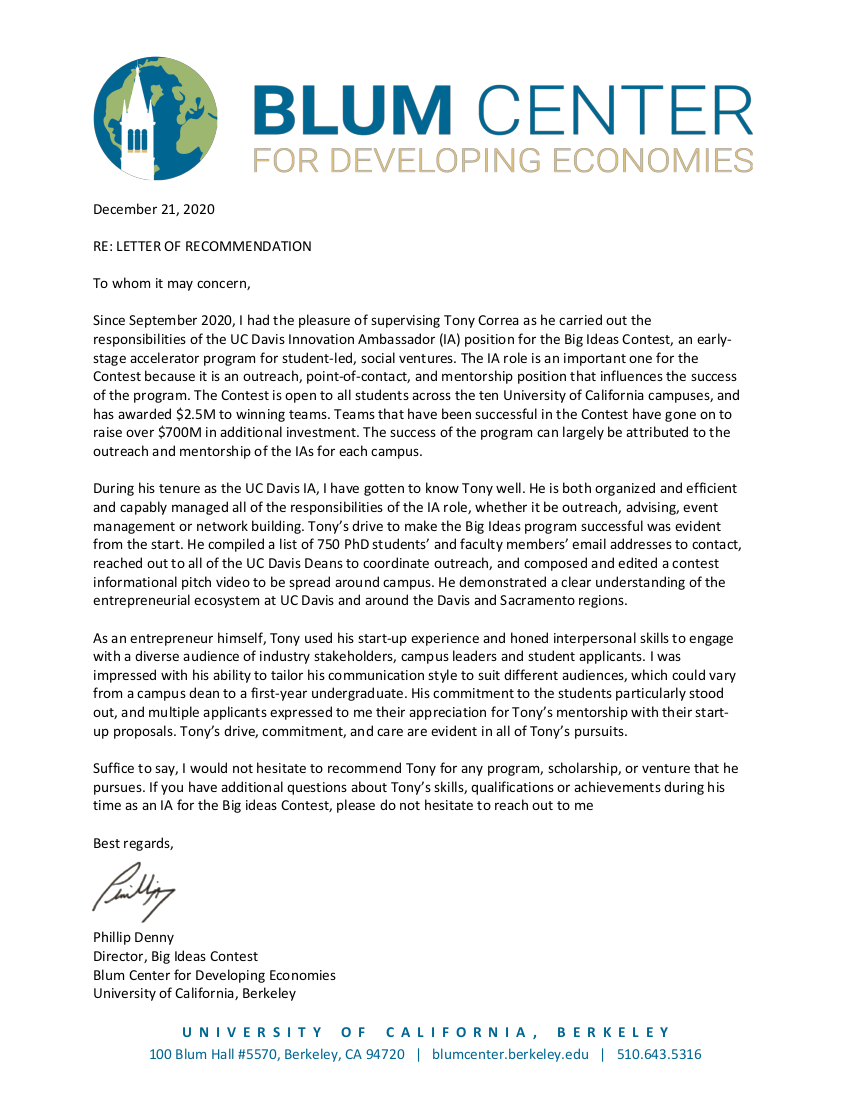 BLUM CENTER
FOR DEVELOPING ECONOMIES
December 21, 2020
RE: LETTER OF RECOMMENDATION
To whom it may concern,
Since September 2020, I had the pleasure of supervising Tony Correa as he carried out the
responsibilities of the UC Davis Innovation Ambassador (IA) position for the Big Ideas Contest, an early-
stage accelerator program for student-led, social ventures. The IA role is an important one for the
Contest because it is an outreach, point-of-contact, and mentorship position that influences the success
of the program. The Contest is open to all students across the ten University of California campuses, and
has awarded $2.5M to winning teams. Teams that have been successful in the Contest have gone on to
raise over $700M in additional investment. The success of the program can largely be attributed to the
outreach and mentorship of the IAs for each campus.
During his tenure as the UC Davis IA, I have gotten to know Tony well. He is both organized and efficient
and capably managed all of the responsibilities of the IA role, whether it be outreach, advising, event
management or network building. Tony’s drive to make the Big Ideas program successful was evident
from the start. He compiled a list of 750 PhD students’ and faculty members’ email addresses to contact,
reached out to all of the UC Davis Deans to coordinate outreach, and composed and edited a contest
informational pitch video to be spread around campus. He demonstrated a clear understanding of the
entrepreneurial ecosystem at UC Davis and around the Davis and Sacramento regions.
As an entrepreneur himself, Tony used his start-up experience and honed interpersonal skills to engage
with a diverse audience of industry stakeholders, campus leaders and student applicants. I was
impressed with his ability to tailor his communication style to suit different audiences, which could vary
from a campus dean to a first-year undergraduate. His commitment to the students particularly stood
out, and multiple applicants expressed to me their appreciation for Tony’s mentorship with their start-
up proposals. Tony’s drive, commitment, and care are evident in all of Tony’s pursuits.
Suffice to say, I would not hesitate to recommend Tony for any program, scholarship, or venture that he
pursues. If you have additional questions about Tony’s skills, qualifications or achievements during his
time as an IA for the Big ideas Contest, please do not hesitate to reach out to me
Best regards,
Phillip
Phillip Denny
Director, Big Ideas Contest
Blum Center for Developing Economies
University of California, Berkeley
UNIVERSITY OF CALIFORNIA, BERKELEY
100 Blum Hall #5570, Berkeley, CA 94720 | blumcenter.berkeley.edu | 510.643.5316